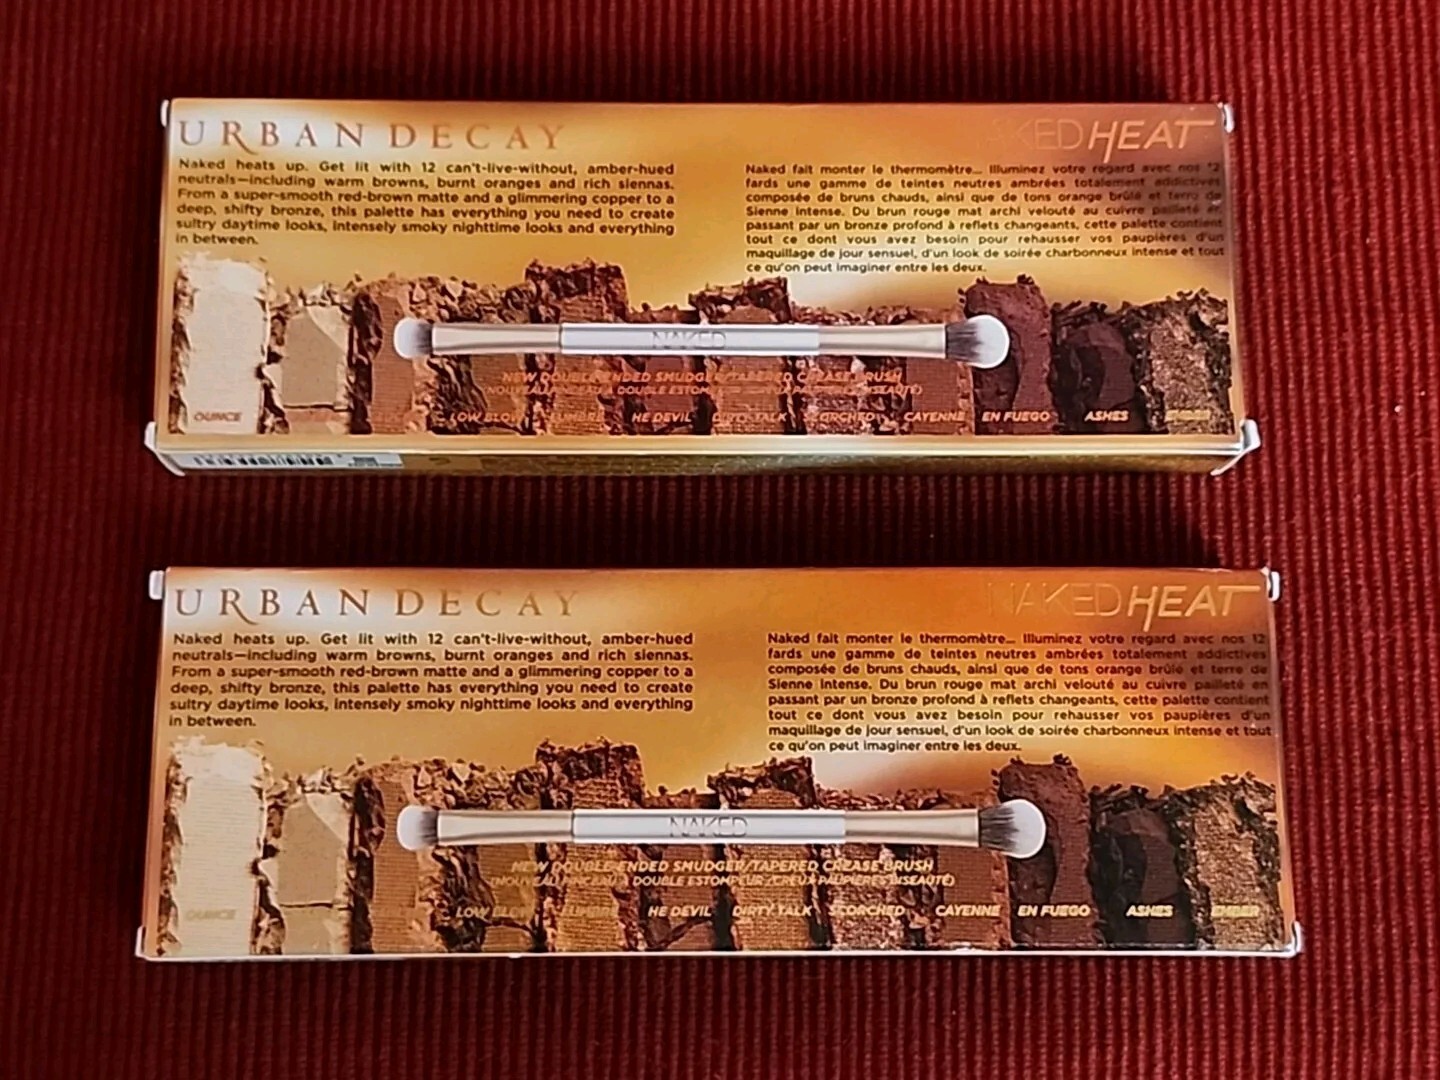 URBAN DECAY
NAKED HEAT
Naked heats up. Get lit with 12 can't-live-without, amber-hued
neutrals—including warm browns, burnt oranges and rich siennas.
From a super-smooth red-brown matte and a glimmering copper to a
deep, shifty bronze, this palette has everything you need to create
sultry daytime looks, intensely smoky nighttime looks and everything
in between.
Naked fait monter le thermomètre... Illuminez votre regard avec nos 12
fards une gamme de teintes neutres ambrées totalement addictives
composée de bruns chauds, ainsi que de tons orange brûlé et terre de
Sienne intense. Du brun rouge mat archi velouté au cuivre pailleté en
passant par un bronze profond à reflets changeants, cette palette contient
tout ce dont vous avez besoin pour rehausser vos paupières d'un
maquillage de jour sensuel, d'un look de soirée charbonneux intense et tout
ce qu'on peut imaginer entre les deux.
NAKED
NEW DOUBLE-ENDED SMUDGER/TAPERED CREASE BRUSH
(NOUVEAU PINCEAU À DOUBLE ESTOMPEUR /CREUX PAUPIÈRES BISEAUTÉ)
OUNCE LOW BLOW LUMBRE HE DEVIL DIRTY TALK SCORCHED CAYENNE EN FUEGO ASHES EMBER
URBAN DECAY
NAKED HEAT
Naked heats up. Get lit with 12 can't-live-without, amber-hued
neutrals—including warm browns, burnt oranges and rich siennas.
From a super-smooth red-brown matte and a glimmering copper to a
deep, shifty bronze, this palette has everything you need to create
sultry daytime looks, intensely smoky nighttime looks and everything
in between.
Naked fait monter le thermomètre... Illuminez votre regard avec nos 12
fards une gamme de teintes neutres ambrées totalement addictives
composée de bruns chauds, ainsi que de tons orange brûlé et terre de
Sienne intense. Du brun rouge mat archi velouté au cuivre pailleté en
passant par un bronze profond à reflets changeants, cette palette contient
tout ce dont vous avez besoin pour rehausser vos paupières d'un
maquillage de jour sensuel, d'un look de soirée charbonneux intense et tout
ce qu'on peut imaginer entre les deux.
NAKED
NEW DOUBLE-ENDED SMUDGER/TAPERED CREASE BRUSH
(NOUVEAU PINCEAU À DOUBLE ESTOMPEUR /CREUX PAUPIÈRES BISEAUTÉ)
OUNCE LOW BLOW LUMBRE HE DEVIL DIRTY TALK SCORCHED CAYENNE EN FUEGO ASHES EMBER